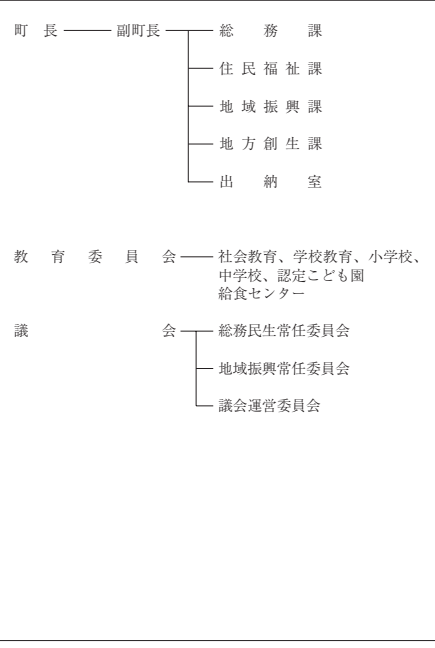 町長 副町長 総務課
住民福祉課
地域振興課
地方創生課
出納室
教育委員会 社会教育、学校教育、小学校、
中学校、認定こども園
給食センター
議会 総務民生常任委員会
地域振興常任委員会
議会運営委員会